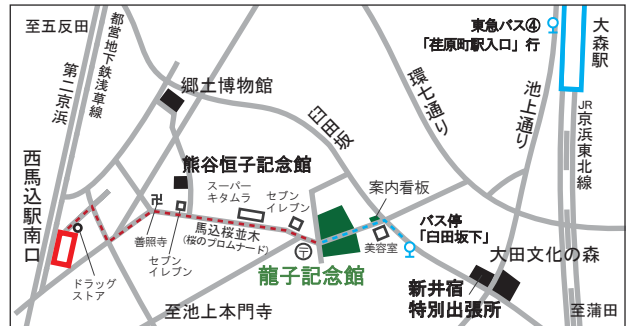 至五反田
都営地下鉄浅草線
第二京浜
郷土博物館
臼田坂
環七通り
池上通り
東急バス④
「荏原町駅入口」行
大森駅
JR京浜東北線
西馬込駅南口
熊谷恒子記念館
スーパー
キタムラ
セブン
イレブン
案内看板
バス停
「臼田坂下」
卍
善照寺
セブン
イレブン
馬込桜並木
(桜のプロムナード)
〒
美容室
大田文化の森
ドラッグ
ストア
龍子記念館
新井宿
特別出張所
至池上本門寺
至蒲田